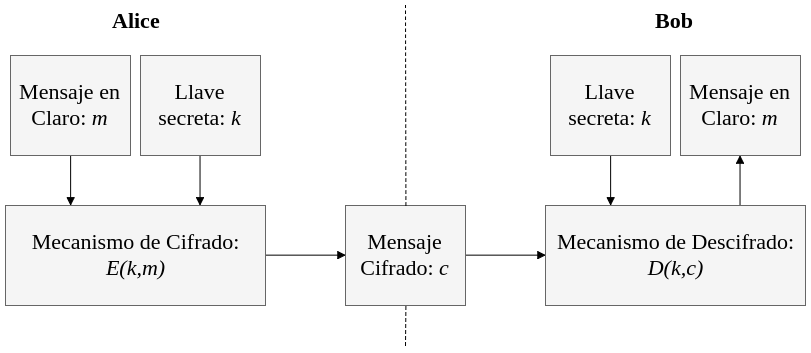 Alice
Bob
Mensaje en
Claro: m
Llave
secreta: k
Llave
secreta: k
Mensaje en
Claro: m
Mecanismo de Cifrado:
E(k,m)
Mensaje
Cifrado: c
Mecanismo de Descifrado:
D(k,c)